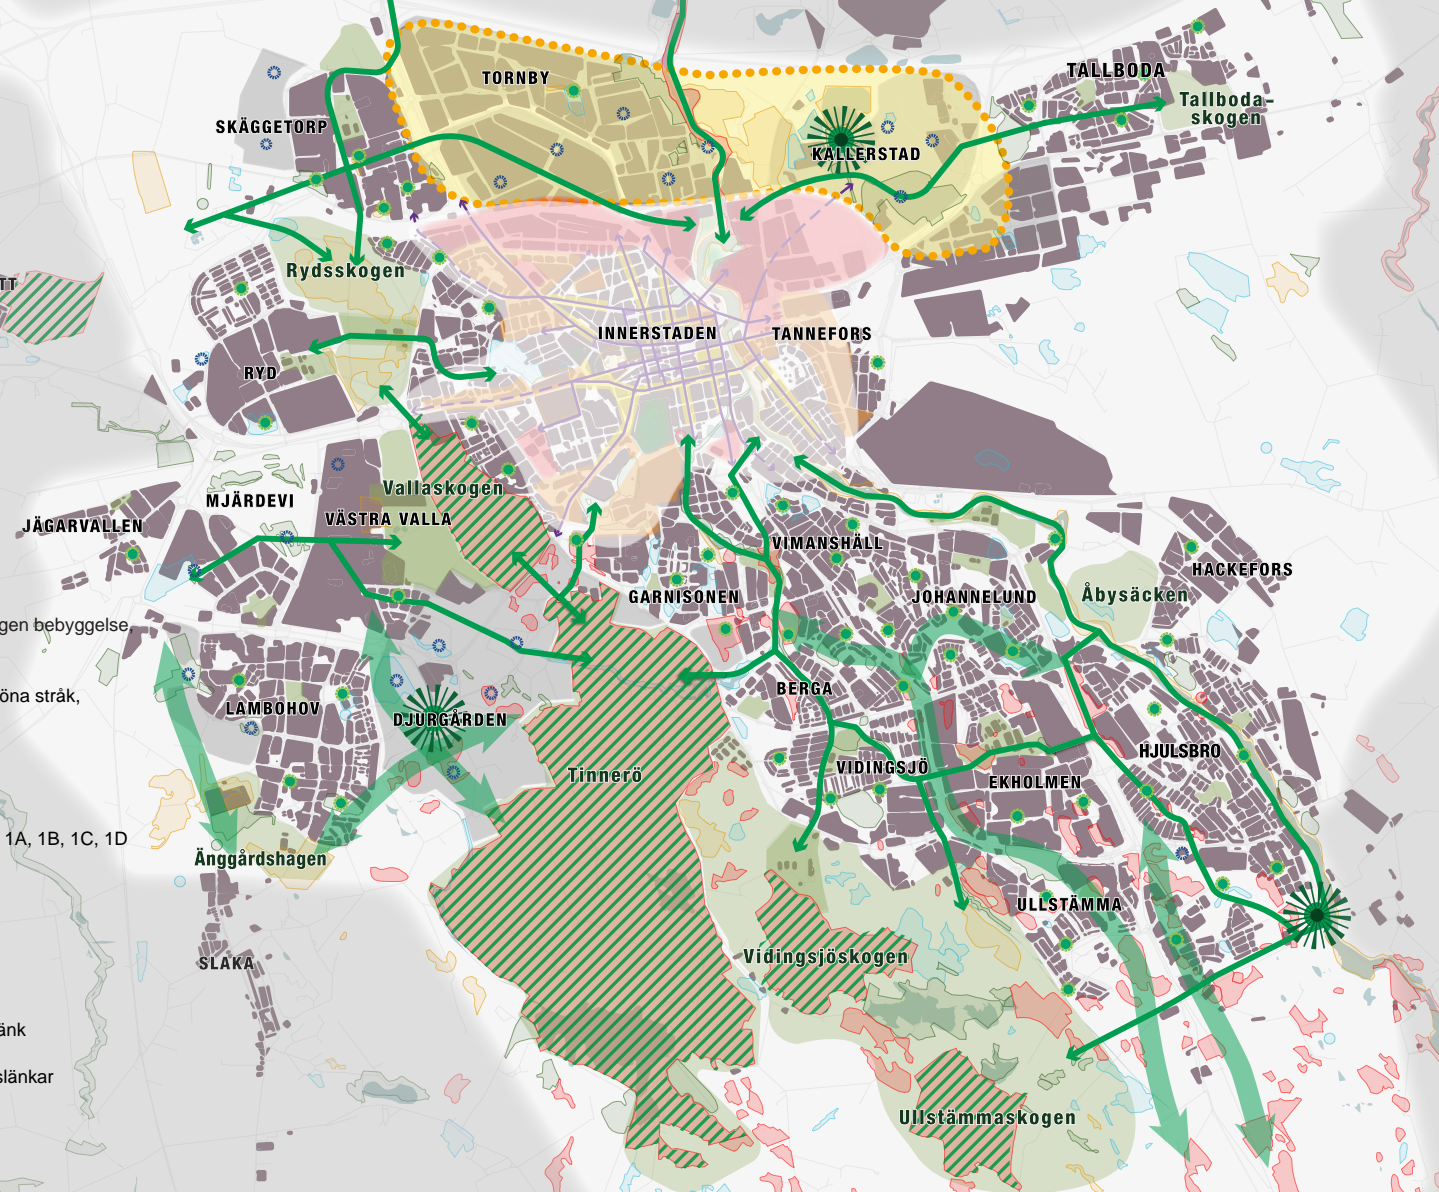 TORNBY
TALLBODA
Tallboda-
skogen
SKÄGGETORP
KALLERSTAD
Rydsskogen
TT
INNERSTADEN
TANNEFORS
RYD
Vallaskogen
MJÄRDEVI
VÄSTRA VALLA
JÄGARVALLEN
VIMANSHÄLL
HACKEFORS
GARNISONEN
JOHANNELUND
Åbysäcken
gen bebyggelse,
BERGA
öna stråk,
LAMBOHOV
DJURGÅRDEN
HJULSBRO
Tinnerö
VIDINGSJÖ
EKHOLMEN
1A, 1B, 1C, 1D
Änggårdshagen
ULLSTÄMMA
Vidingsjöskogen
SLAKA
änk
slänkar
Ullstämmaskogen